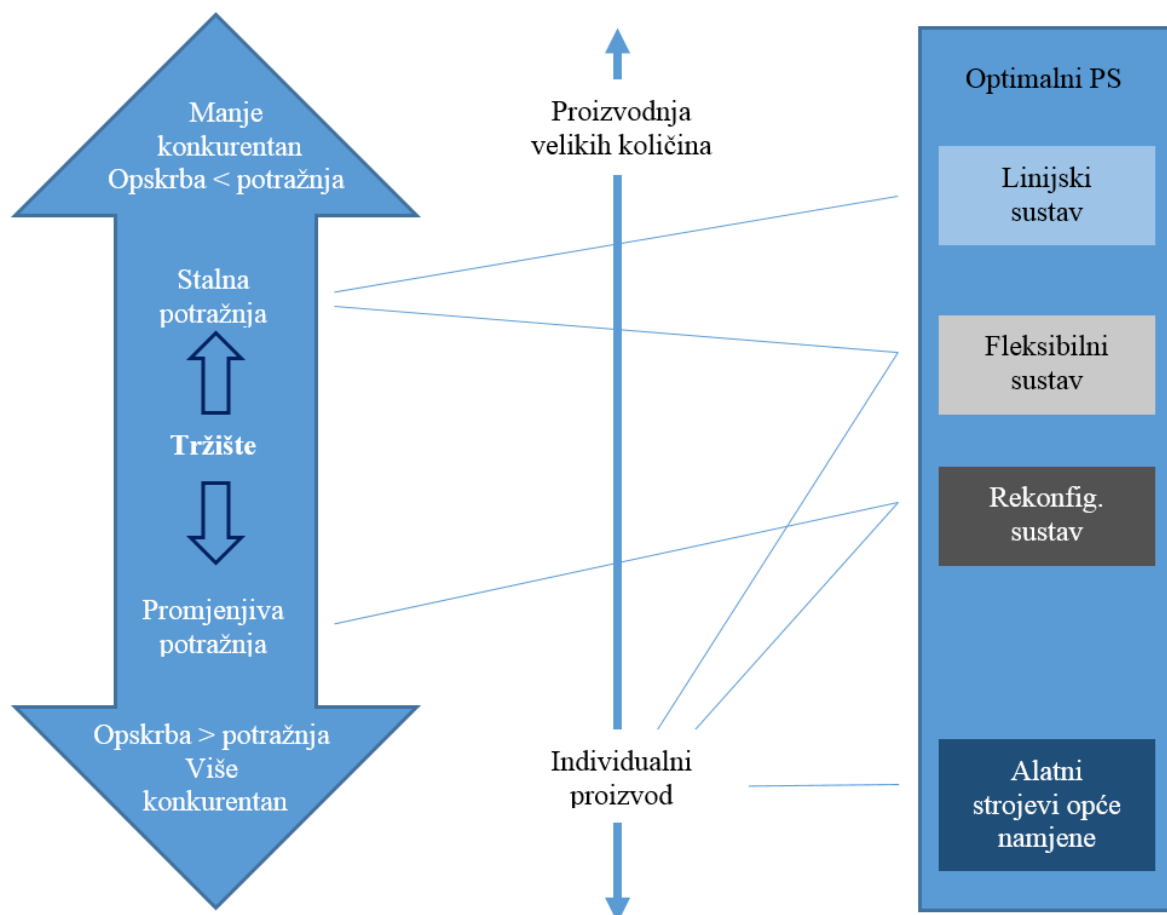 Manje
konkurentan
Opskrba < potražnja
Stalna
potražnja
Tržište
Promjenjiva
potražnja
Opskrba > potražnja
Više
konkurentan
Proizvodnja
velikih količina
Individualni
proizvod
Optimalni PS
Linijski
sustav
Fleksibilni
sustav
Rekonfig.
sustav
Alatni
strojevi opće
namjene